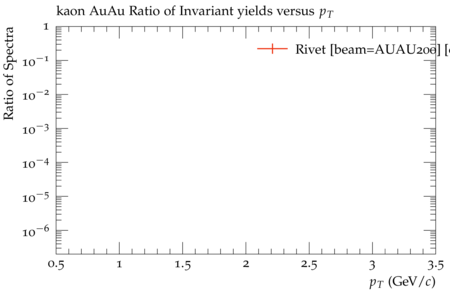 kaon AuAu Ratio of Invariant yields versus p_T
Ratio of Spectra
1
10^−1
10^−2
10^−3
10^−4
10^−5
10^−6
Rivet [beam=AUAU200] [
0.5 1 1.5 2 2.5 3 3.5
p_T (GeV/c)